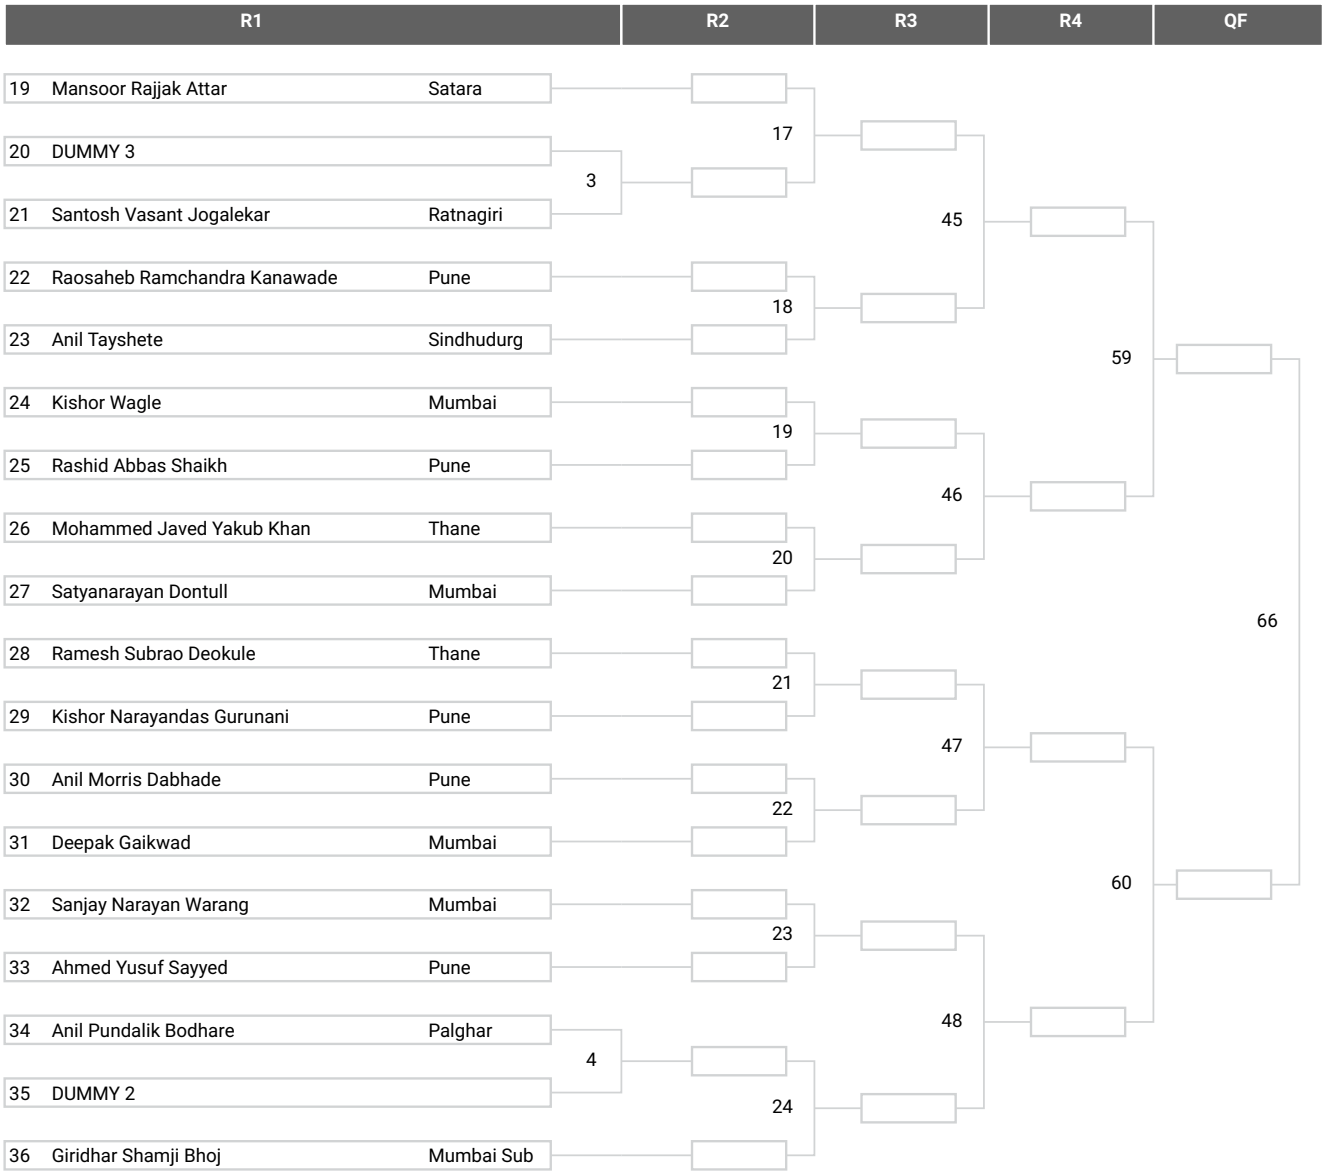 R1 R2 R3 R4 QF
19 Mansoor Rajjak Attar Satara
17
20 DUMMY 3
3
21 Santosh Vasant Jogalekar Ratnagiri
45
22 Raosaheb Ramchandra Kanawade Pune
18
23 Anil Tayshete Sindhudurg
59
24 Kishor Wagle Mumbai
19
25 Rashid Abbas Shaikh Pune
46
26 Mohammed Javed Yakub Khan Thane
20
27 Satyanarayan Dontull Mumbai
66
28 Ramesh Subrao Deokule Thane
21
29 Kishor Narayandas Gurunani Pune
47
30 Anil Morris Dabhade Pune
22
31 Deepak Gaikwad Mumbai
60
32 Sanjay Narayan Warang Mumbai
23
33 Ahmed Yusuf Sayyed Pune
48
34 Anil Pundalik Bodhare Palghar
4
35 DUMMY 2
24
36 Giridhar Shamji Bhoj Mumbai Sub